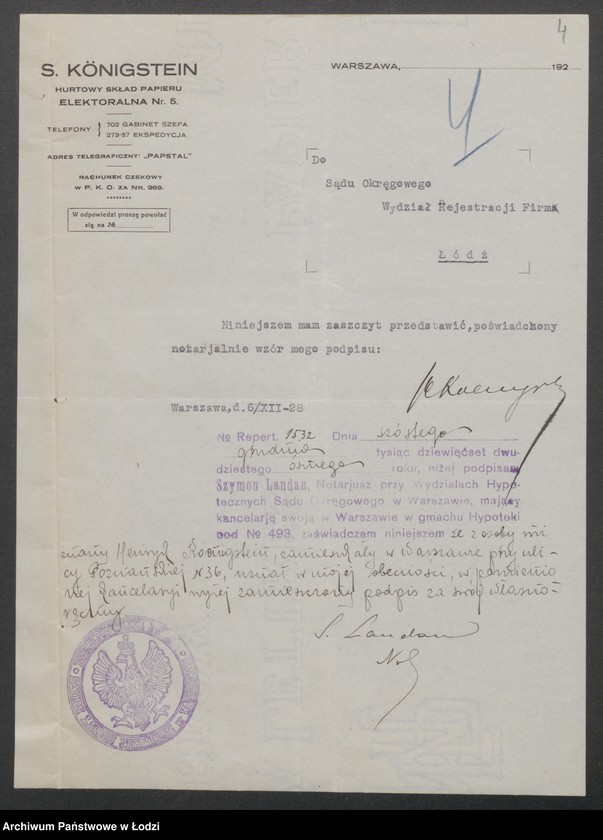 4
S. KÖNIGSTEIN
HURTOWY SKŁAD PAPIERU
ELEKTORALNA Nr. 5.
TELEFONY } 702 GABINET SZEFA
273-57 EKSPEDYCJA
ADRES TELEGRAFICZNY: „PAPSTAL”
RACHUNEK CZEKOWY
w P. K. O. ZA Nr. 969.
W odpowiedzi proszę powołać
się na №
WARSZAWA, 192
Do
Sądu Okręgowego
Wydział Rejestracji Firm
Łódź
Niniejszem mam zaszczyt przedstawić, poświadczony
notarjalnie wzór mego podpisu:
Warszawa, d. 6/XII-28
№ Repert. 1532 Dnia szóstego
grudnia tysiąc dziewięćset dwu-
dziestego ósmego roku, niżej podpisany
Szymon Landau, Notarjusz przy Wydziałach Hypo-
tecznych Sądu Okręgowego w Warszawie, mający
kancelarję swoją w Warszawie w gmachu Hypoteki
pod № 493, zaświadczam niniejszem że z osoby mi
znany Henryk Königstein, zamieszkały w Warszawie przy uli-
cy Poznańskiej N 36, uznał w mojej obecności, w pomienio
nej kancelaryi wyżej zamieszczony podpis za swój własno-
ręczny
S. Landau
Not
Archiwum Państwowe w Łodzi